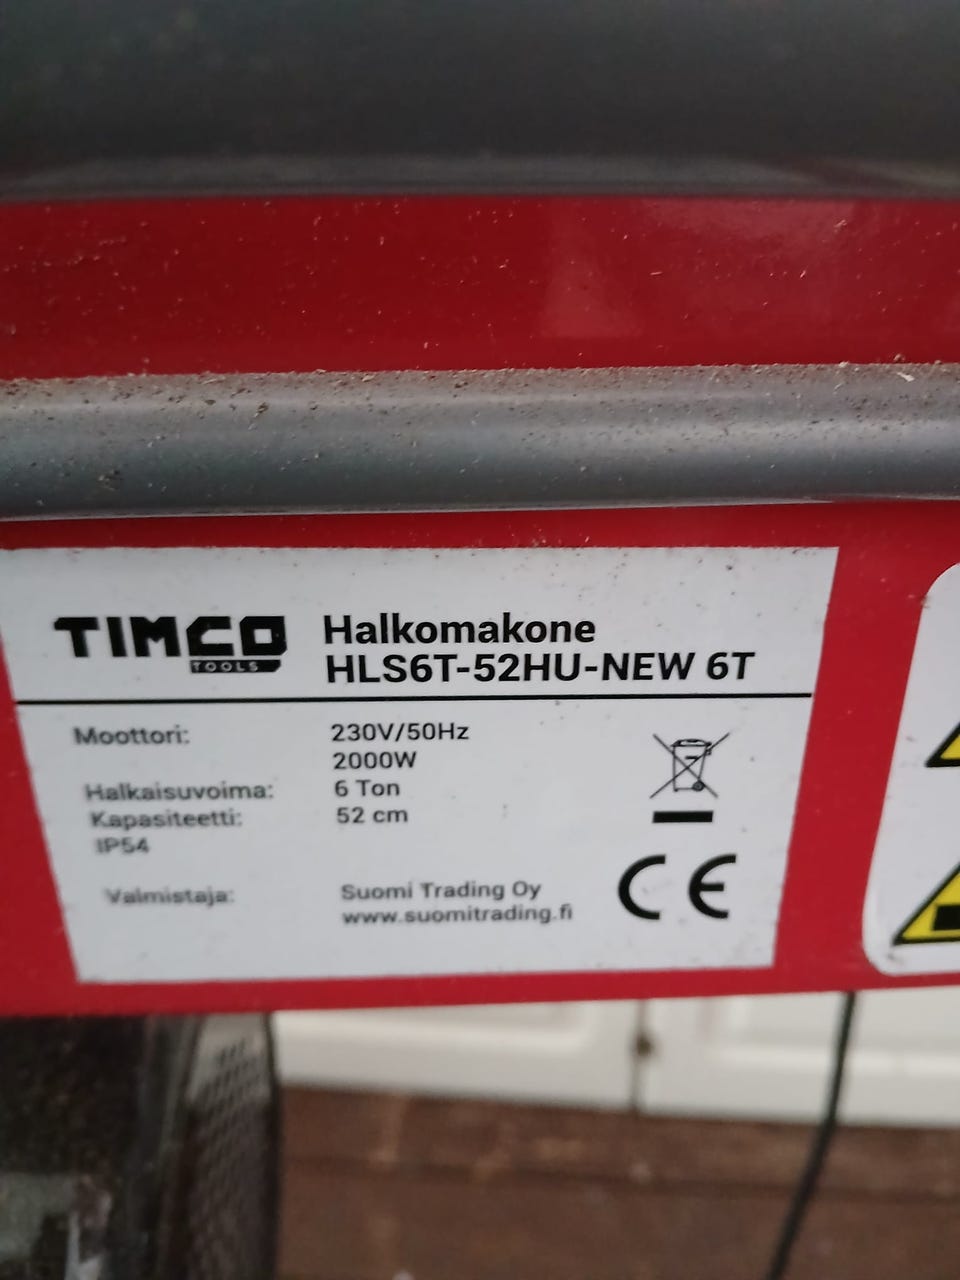 TIMCO
TOOLS
Halkomakone
HLS6T-52HU-NEW 6T
Moottori: 230V/50Hz
2000W
Halkaisuvoima: 6 Ton
Kapasiteetti: 52 cm
IP54
Valmistaja: Suomi Trading Oy
www.suomitrading.fi
CE